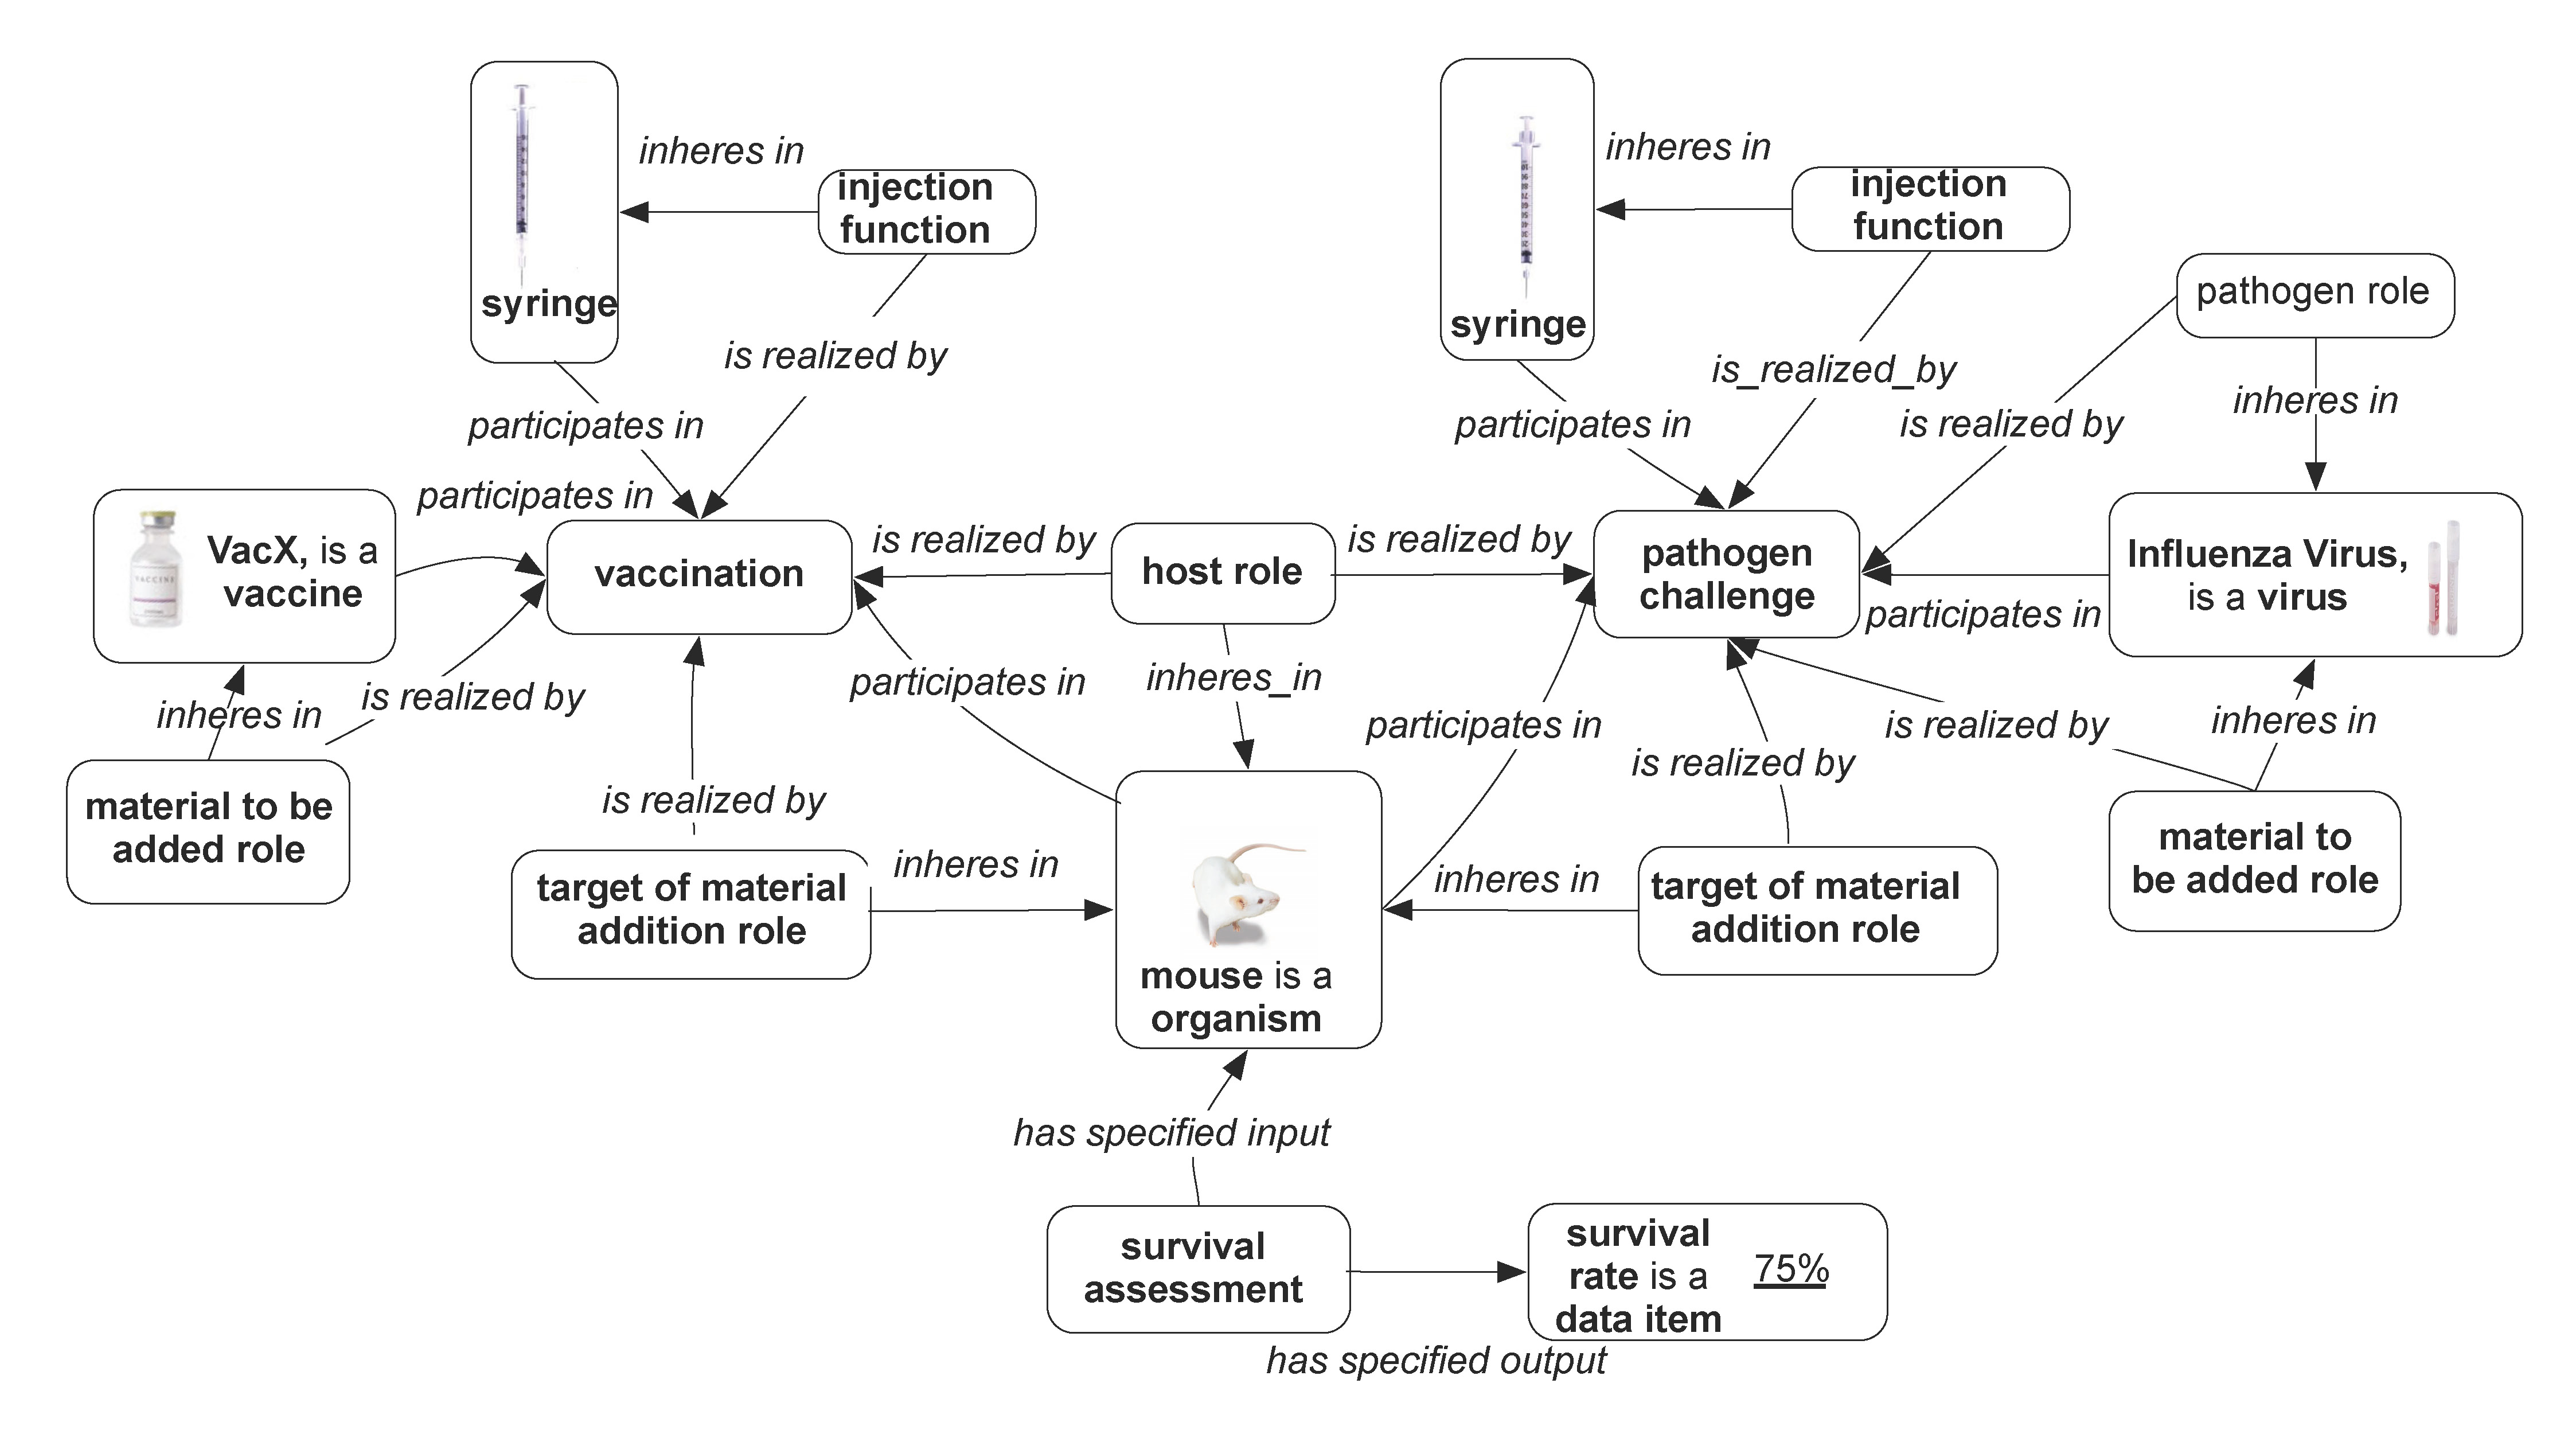 inheres in
injection
function
syringe
is realized by
participates in
inheres in
injection
function
syringe
is_realized_by
participates in
pathogen role
is realized by
inheres in
participates in
VACCINE
VacX, is a
vaccine
vaccination
is realized by
host role
is realized by
pathogen
challenge
participates in
Influenza Virus,
is a virus
inheres in
is realized by
participates in
inheres_in
participates in
is realized by
is realized by
inheres in
material to be
added role
is realized by
target of material
addition role
inheres in
mouse is a
organism
inheres in
target of material
addition role
material to
be added role
has specified input
survival
assessment
survival
rate is a
data item
75%
has specified output